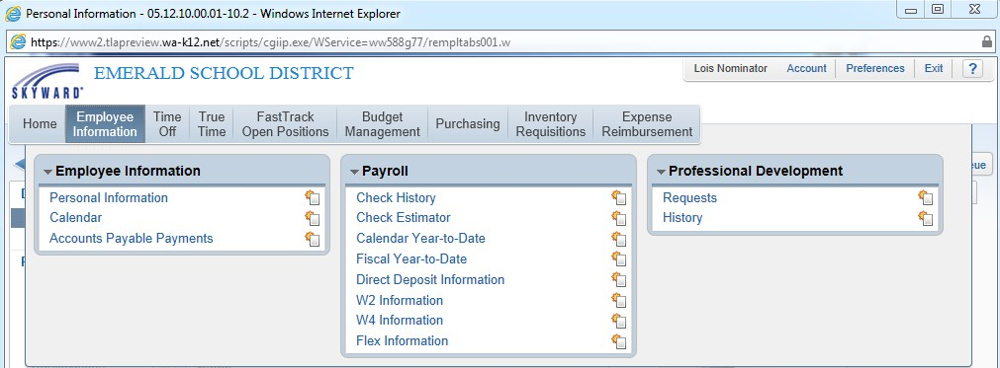 Personal Information - 05.12.10.00.01-10.2 - Windows Internet Explorer
https://www2.tlapreview.wa-k12.net/scripts/cgiip.exe/WService=ww588g77/rempltabs001.w
SKYWARD
EMERALD SCHOOL DISTRICT
Lois Nominator Account Preferences Exit ?
Home
Employee Information
Time Off
True Time
FastTrack Open Positions
Budget Management
Purchasing
Inventory Requisitions
Expense Reimbursement
Employee Information
Personal Information
Calendar
Accounts Payable Payments
Payroll
Check History
Check Estimator
Calendar Year-to-Date
Fiscal Year-to-Date
Direct Deposit Information
W2 Information
W4 Information
Flex Information
Professional Development
Requests
History